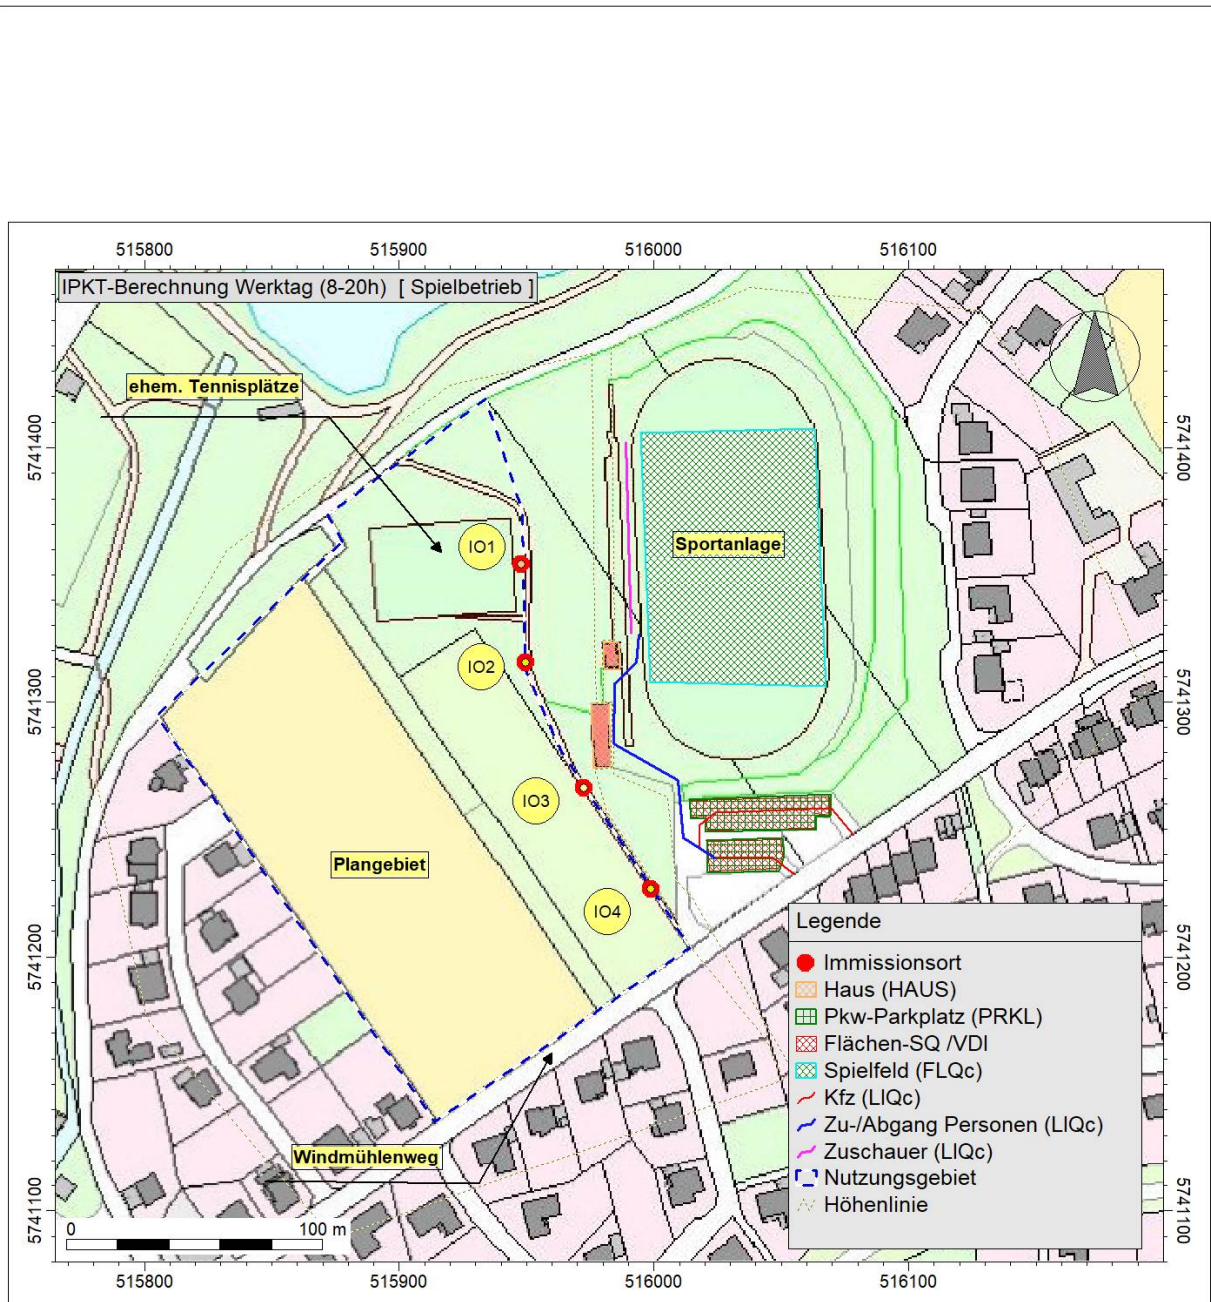 515800 515900 516000 516100
IPKT-Berechnung Werktag (8-20h)  [ Spielbetrieb ]
ehem. Tennisplätze
5741400
5741400
IO1
Sportanlage
IO2
5741300
5741300
IO3
Plangebiet
IO4
5741200
5741200
Legende
Immissionsort
Haus (HAUS)
Pkw-Parkplatz (PRKL)
Flächen-SQ /VDI
Spielfeld (FLQc)
Kfz (LIQc)
Zu-/Abgang Personen (LIQc)
Zuschauer (LIQc)
Nutzungsgebiet
Höhenlinie
Windmühlenweg
5741100
5741100
0 100 m
515800 515900 516000 516100